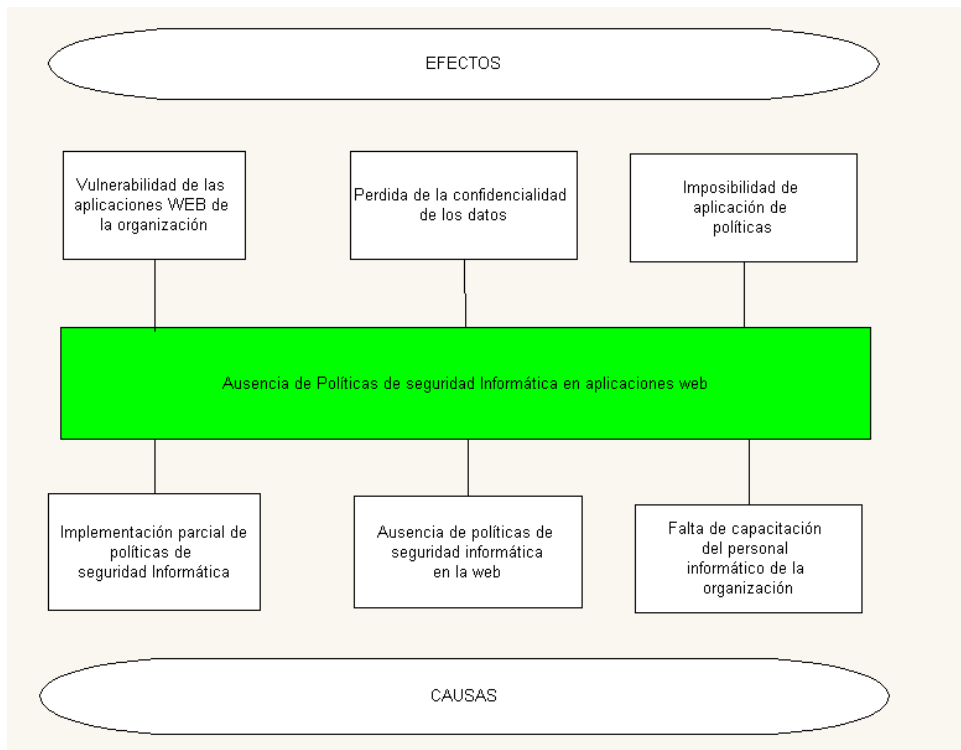 EFECTOS
Vulnerabilidad de las
aplicaciones WEB de
la organización
Perdida de la confidencialidad
de los datos
Imposibilidad de
aplicación de
políticas
Ausencia de Políticas de seguridad Informática en aplicaciones web
Implementación parcial de
políticas de
seguridad Informática
Ausencia de políticas de
seguridad informática
en la web
Falta de capacitación
del personal
informático de la
organización
CAUSAS